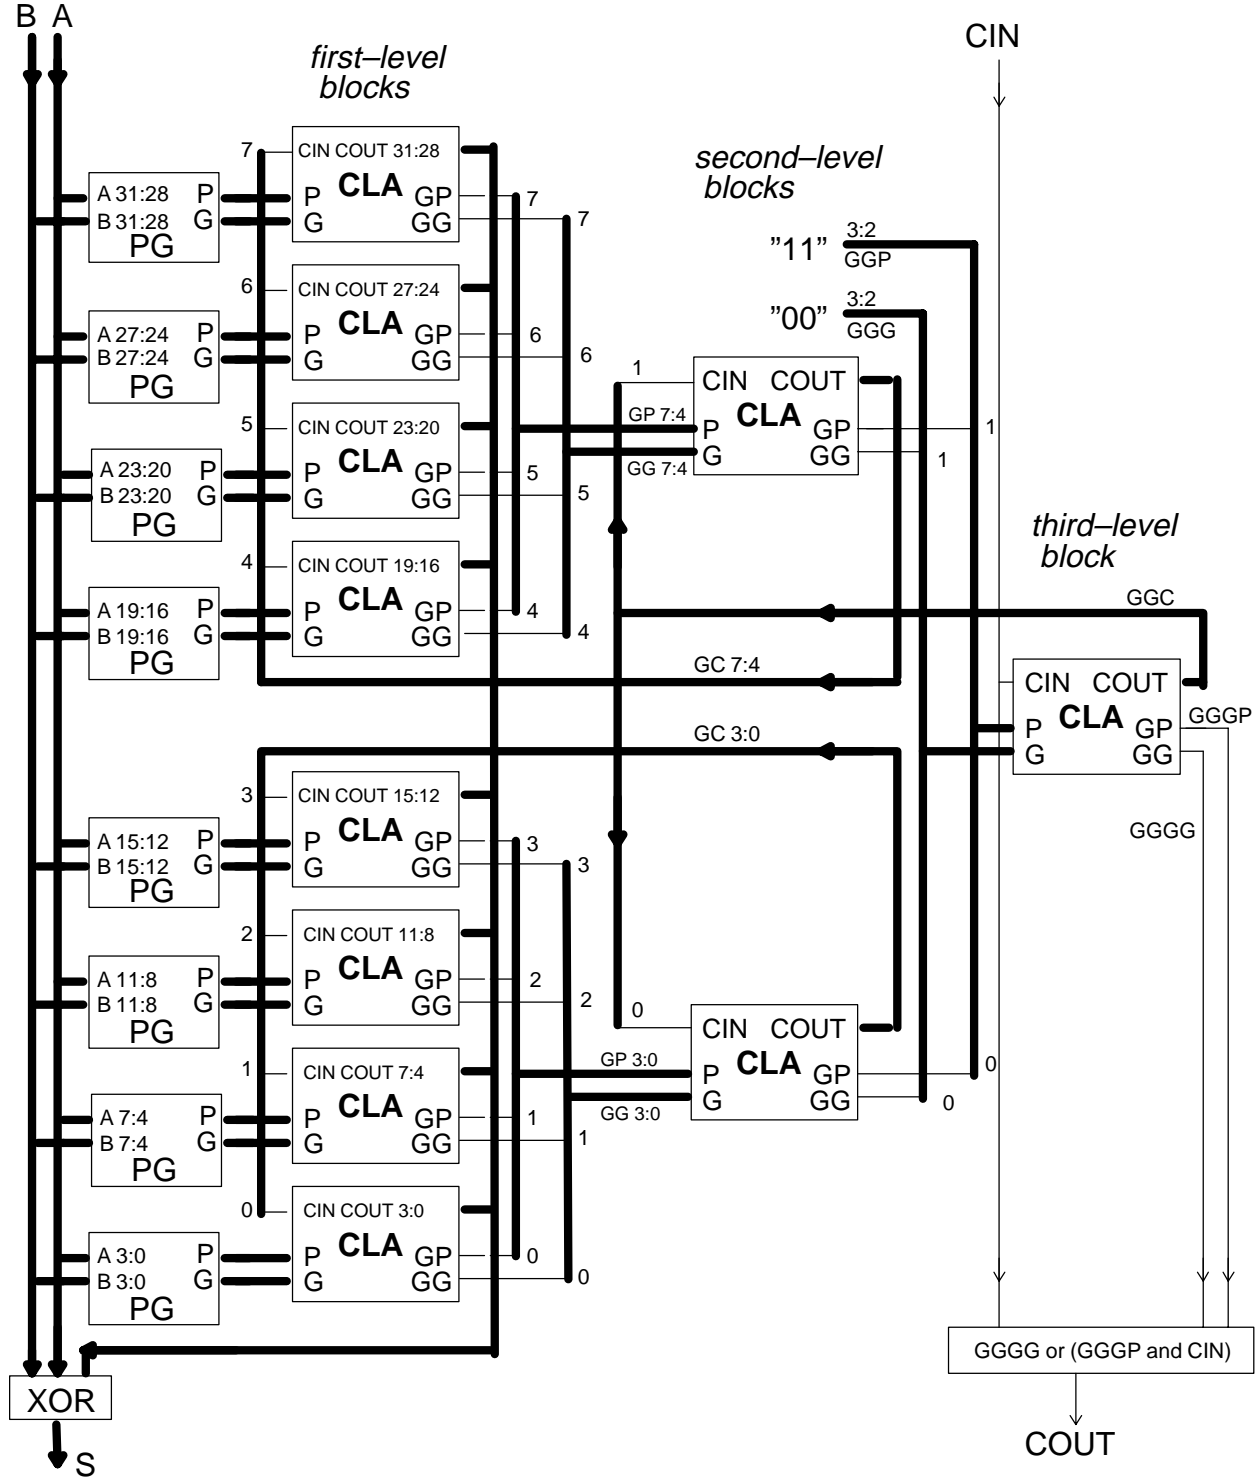 B A
CIN
first–level
blocks
second–level
blocks
7 CIN COUT 31:28
CLA
P GP 7
G GG 7
A 31:28 P
B 31:28 G
PG
"11" 3:2
GGP
"00" 3:2
GGG
6 CIN COUT 27:24
CLA
P GP 6
G GG 6
A 27:24 P
B 27:24 G
PG
1 CIN COUT
CLA
GP 7:4 P GP 1
GG 7:4 G GG 1
5 CIN COUT 23:20
CLA
P GP 5
G GG 5
A 23:20 P
B 23:20 G
PG
third–level
block
4 CIN COUT 19:16
CLA
P GP 4
G GG 4
A 19:16 P
B 19:16 G
PG
GGC
GC 7:4
CIN COUT
CLA
P GP GGGP
G GG
GGGG
GC 3:0
3 CIN COUT 15:12
CLA
P GP 3
G GG 3
A 15:12 P
B 15:12 G
PG
2 CIN COUT 11:8
CLA
P GP 2
G GG 2
A 11:8 P
B 11:8 G
PG
0 CIN COUT
CLA
GP 3:0 P GP 0
GG 3:0 G GG 0
1 CIN COUT 7:4
CLA
P GP 1
G GG 1
A 7:4 P
B 7:4 G
PG
0 CIN COUT 3:0
CLA
P GP 0
G GG 0
A 3:0 P
B 3:0 G
PG
GGGG or (GGGP and CIN)
XOR
COUT
S